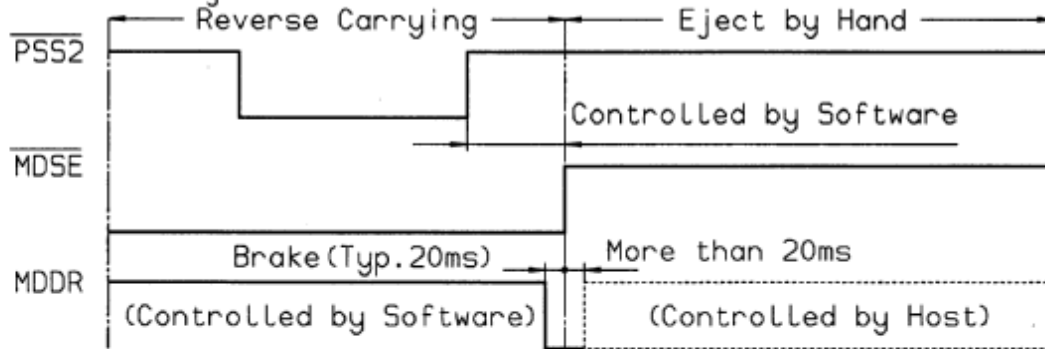 Reverse Carrying Eject by Hand
PSS2
Controlled by Software
MDSE
Brake(Typ.20ms) More than 20ms
MDDR
(Controlled by Software) (Controlled by Host)